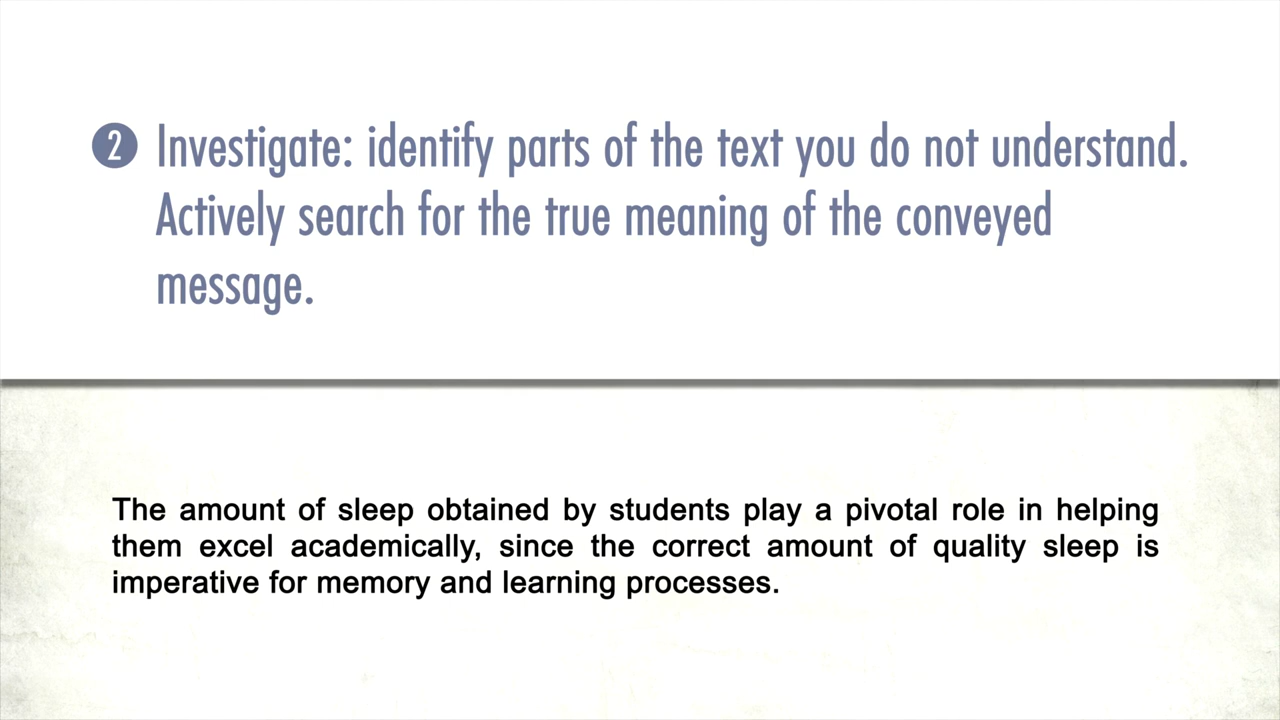 2 Investigate: identify parts of the text you do not understand.
Actively search for the true meaning of the conveyed
message.
The amount of sleep obtained by students play a pivotal role in helping
them excel academically, since the correct amount of quality sleep is
imperative for memory and learning processes.